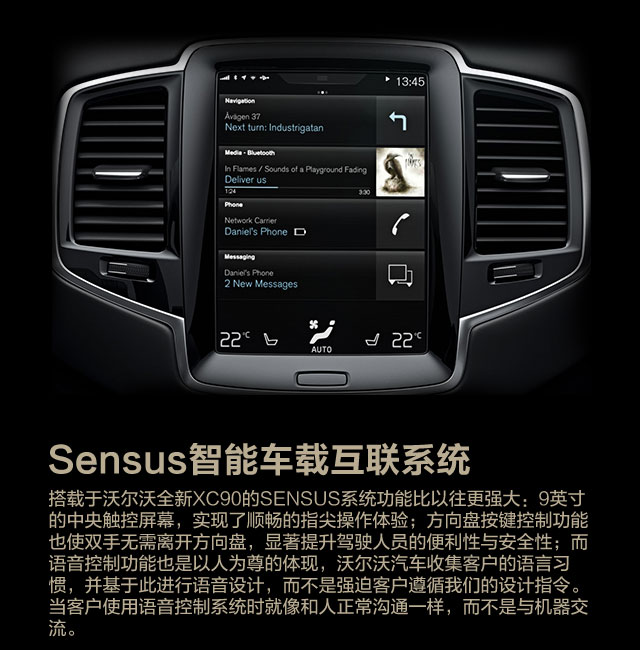 13:45
Navigation
Åvägen 37
Next turn: Industrigatan
Media - Bluetooth
In Flames / Sounds of a Playground Fading
Deliver us
1:24 3:30
Phone
Network Carrier
Daniel's Phone
Messaging
Daniel's Phone
2 New Messages
22°C AUTO 22°C
Sensus智能车载互联系统
搭载于沃尔沃全新XC90的SENSUS系统功能比以往更强大：9英寸
的中央触控屏幕，实现了顺畅的指尖操作体验；方向盘按键控制功能
也使双手无需离开方向盘，显著提升驾驶人员的便利性与安全性；而
语音控制功能也是以人为尊的体现，沃尔沃汽车收集客户的语言习
惯，并基于此进行语音设计，而不是强迫客户遵循我们的设计指令。
当客户使用语音控制系统时就像和人正常沟通一样，而不是与机器交
流。